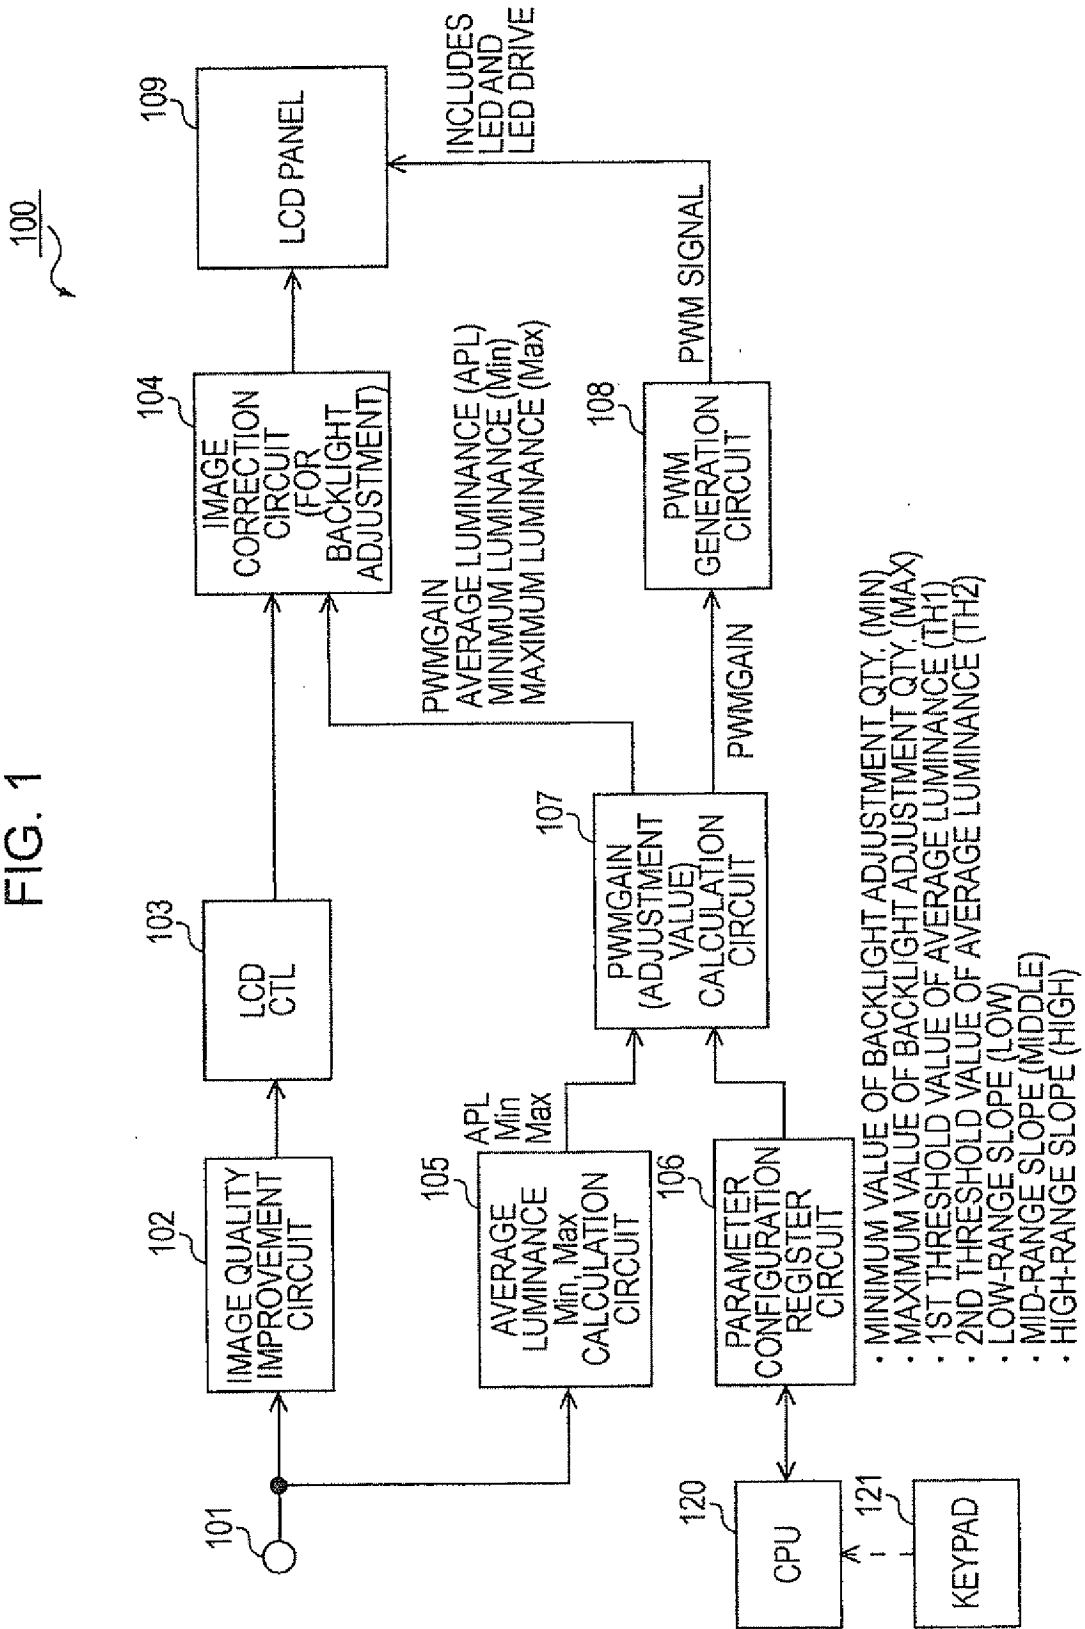 FIG. 1
100
101
102
IMAGE QUALITY
IMPROVEMENT
CIRCUIT
103
LCD
CTL
104
IMAGE
CORRECTION
CIRCUIT
(FOR
BACKLIGHT
ADJUSTMENT)
109
LCD PANEL
INCLUDES
LED AND
LED DRIVE
105
AVERAGE
LUMINANCE
Min, Max
CALCULATION
CIRCUIT
APL
Min
Max
PWMGAIN
AVERAGE LUMINANCE (APL)
MINIMUM LUMINANCE (Min)
MAXIMUM LUMINANCE (Max)
107
PWMGAIN
(ADJUSTMENT
VALUE)
CALCULATION
CIRCUIT
PWMGAIN
108
PWM
GENERATION
CIRCUIT
PWM SIGNAL
106
PARAMETER
CONFIGURATION
REGISTER
CIRCUIT
120
CPU
121
KEYPAD
· MINIMUM VALUE OF BACKLIGHT ADJUSTMENT QTY. (MIN)
· MAXIMUM VALUE OF BACKLIGHT ADJUSTMENT QTY. (MAX)
· 1ST THRESHOLD VALUE OF AVERAGE LUMINANCE (TH1)
· 2ND THRESHOLD VALUE OF AVERAGE LUMINANCE (TH2)
· LOW-RANGE SLOPE (LOW)
· MID-RANGE SLOPE (MIDDLE)
· HIGH-RANGE SLOPE (HIGH)